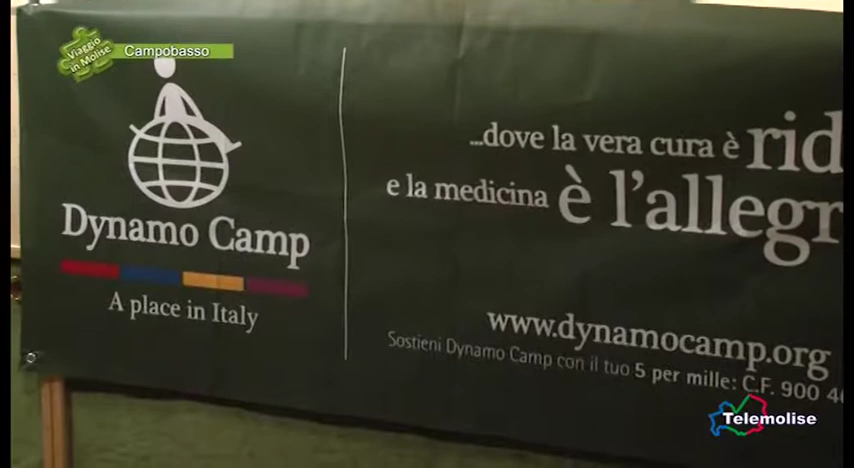 Viaggio
in Molise
Campobasso
Dynamo Camp
A place in Italy
...dove la vera cura è
e la medicina è
www.dynamocamp.org
Sostieni Dynamo Camp con il tuo 5 per mille: C.F. 900
Telemolise